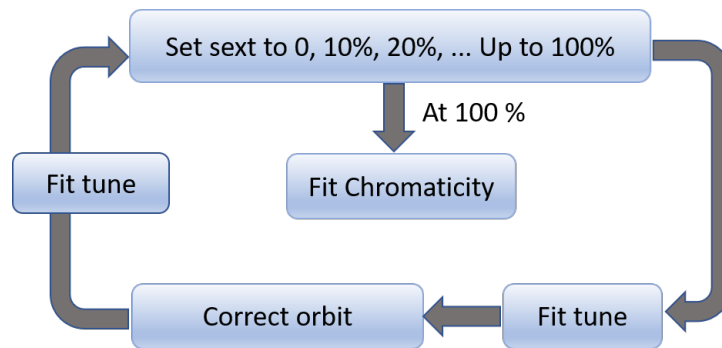 Set sext to 0, 10%, 20%, ... Up to 100%
At 100 %
Fit tune
Fit Chromaticity
Correct orbit
Fit tune